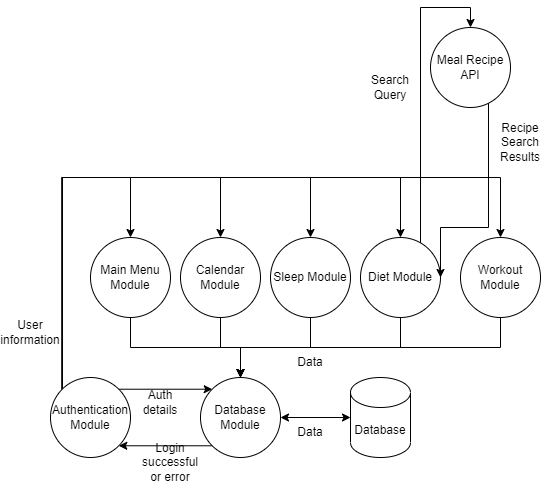 Meal Recipe
API
Search
Query
Recipe
Search
Results
Main Menu
Module
Calendar
Module
Sleep Module
Diet Module
Workout
Module
User
information
Data
Authentication
Module
Auth
details
Database
Module
Login
successful
or error
Data
Database